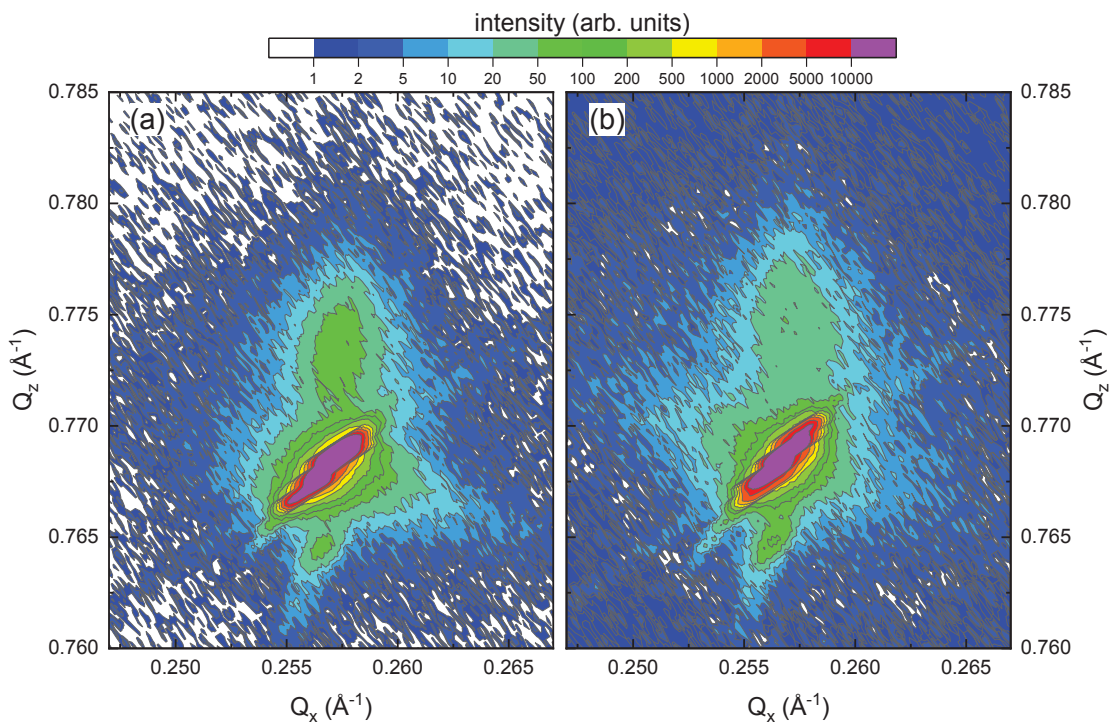 intensity (arb. units)
1 2 5 10 20 50 100 200 500 1000 2000 5000 10000
(a) (b)
0.785 0.785
0.780 0.780
0.775 0.775
0.770 0.770
0.765 0.765
0.760 0.760
Q_z (Å⁻¹) Q_z (Å⁻¹)
0.250 0.255 0.260 0.265 0.250 0.255 0.260 0.265
Q_x (Å⁻¹) Q_x (Å⁻¹)